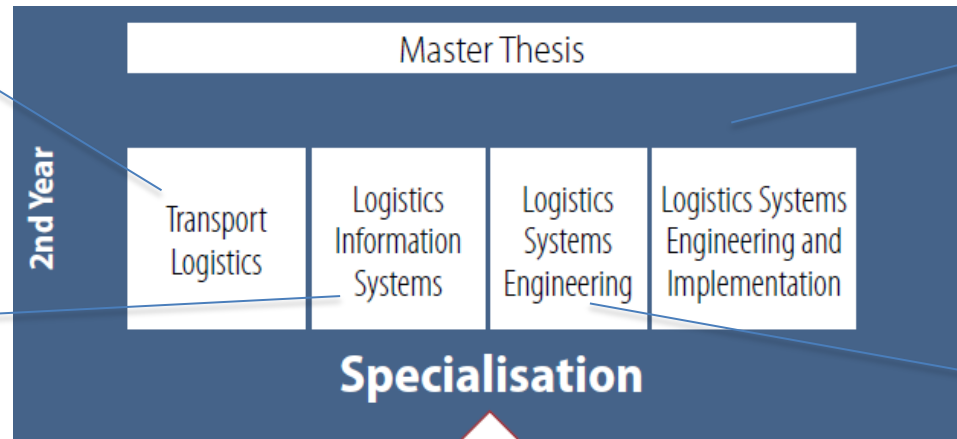 Master Thesis
2nd Year
Transport
Logistics
Logistics
Information
Systems
Logistics
Systems
Engineering
Logistics Systems
Engineering and
Implementation
Specialisation